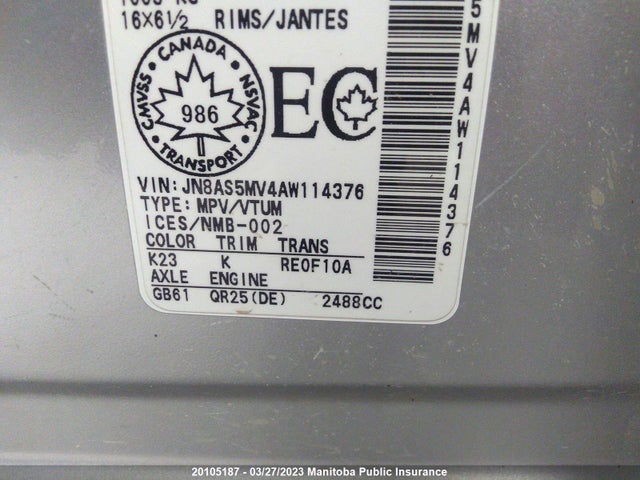 16X6½ RIMS/JANTES
CANADA
CMVSS
NSVAC
986
TRANSPORT
EC
VIN:JN8AS5MV4AW114376
TYPE:MPV/VTUM
ICES/NMB-002
COLOR TRIM TRANS
K23 K RE0F10A
AXLE ENGINE
GB61 QR25(DE) 2488CC
5MV4AW114376
20105187 - 03/27/2023 Manitoba Public Insurance